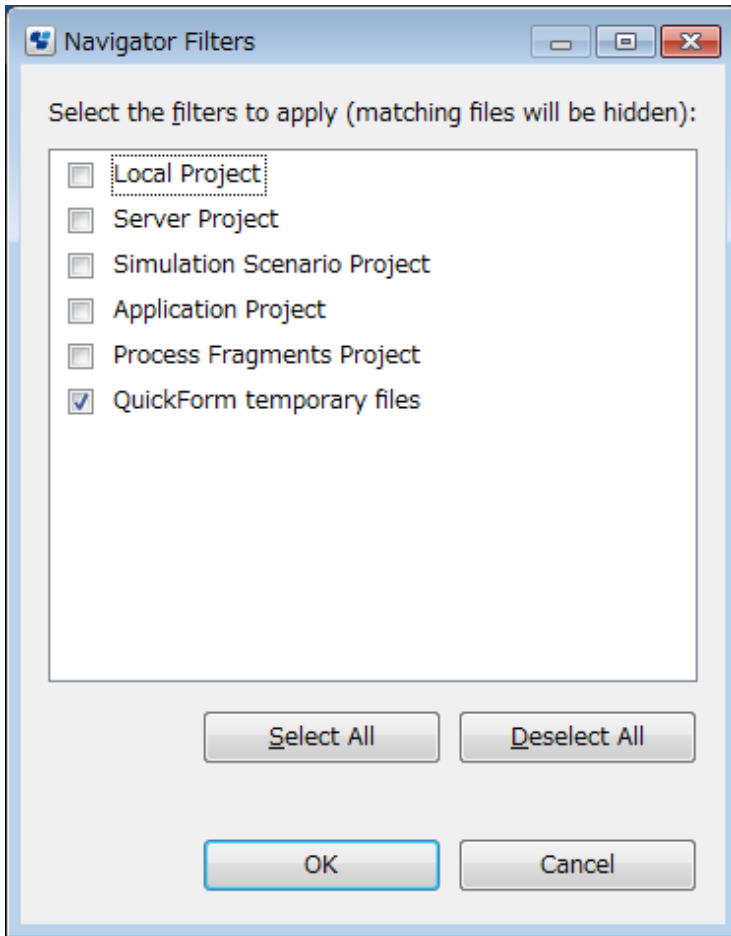 Navigator Filters
Select the filters to apply (matching files will be hidden):
Local Project
Server Project
Simulation Scenario Project
Application Project
Process Fragments Project
QuickForm temporary files
Select All
Deselect All
OK
Cancel